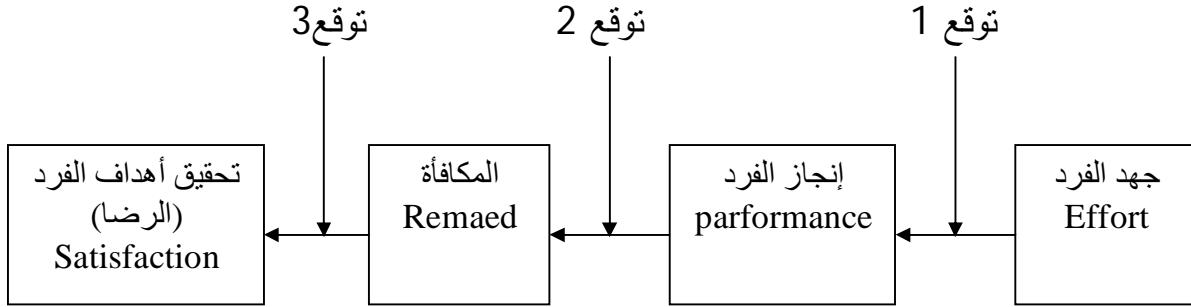 توقع 1
توقع 2
توقع3
جهد الفرد
Effort
إنجاز الفرد
parformance
المكافأة
Remaed
تحقيق أهداف الفرد
(الرضا)
Satisfaction